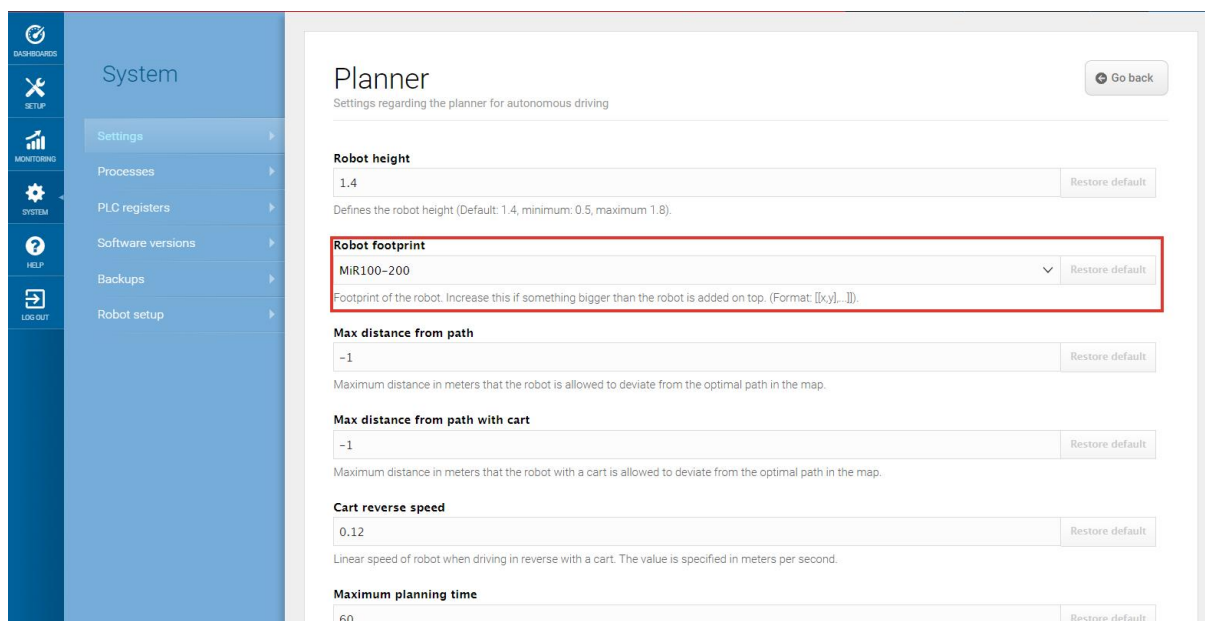 DASHBOARDS
SETUP
MONITORING
SYSTEM
HELP
LOG OUT
System
Settings
Processes
PLC registers
Software versions
Backups
Robot setup
Planner
Go back
Settings regarding the planner for autonomous driving
Robot height
1.4 Restore default
Defines the robot height (Default: 1.4, minimum: 0.5, maximum 1.8).
Robot footprint
MiR100-200 Restore default
Footprint of the robot. Increase this if something bigger than the robot is added on top. (Format: [[x,y],...]]).
Max distance from path
-1 Restore default
Maximum distance in meters that the robot is allowed to deviate from the optimal path in the map.
Max distance from path with cart
-1 Restore default
Maximum distance in meters that the robot with a cart is allowed to deviate from the optimal path in the map.
Cart reverse speed
0.12 Restore default
Linear speed of robot when driving in reverse with a cart. The value is specified in meters per second.
Maximum planning time
60 Restore default